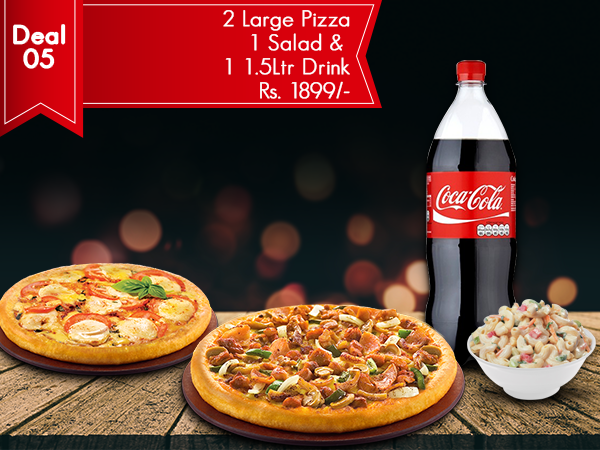 Deal
05
2 Large Pizza
1 Salad &
1 1.5Ltr Drink
Rs. 1899/-
Coca-Cola